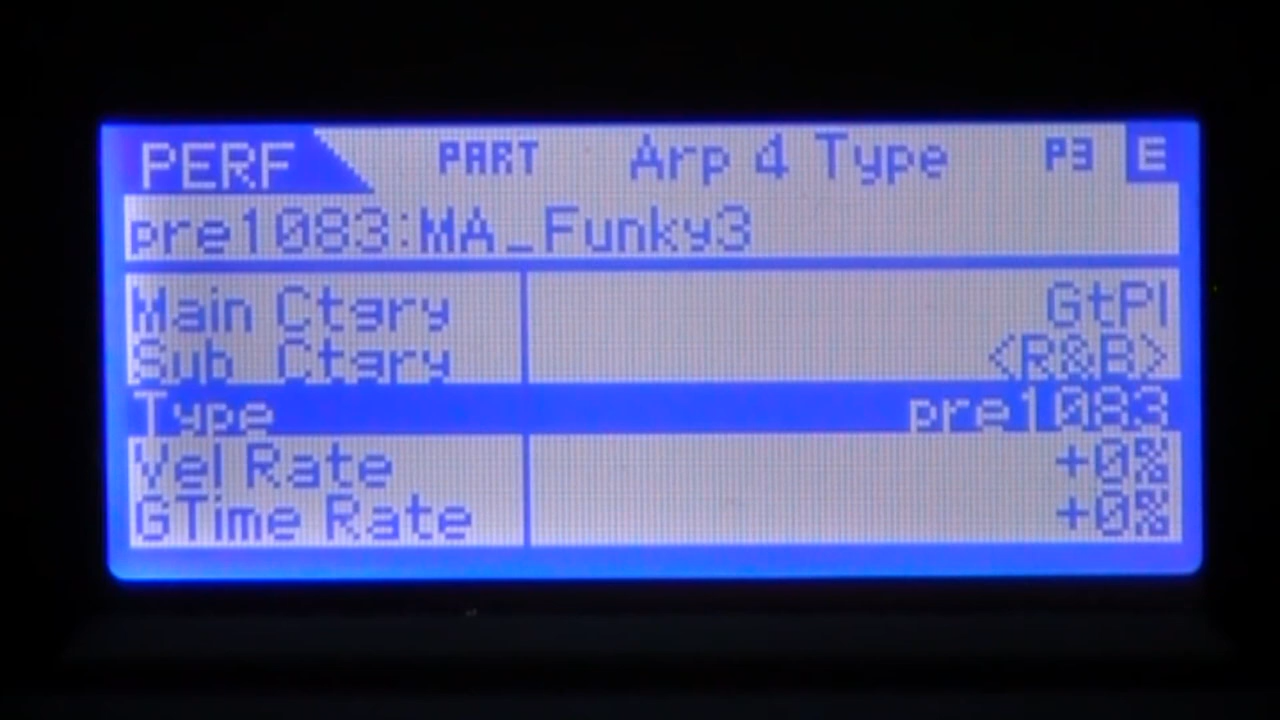 PERF PART Arp 4 Type P3 E
pre1083:MA_Funky3
Main Ctgry GtPl
Sub Ctgry <R&B>
Type pre1083
Vel Rate +0%
GTime Rate +0%